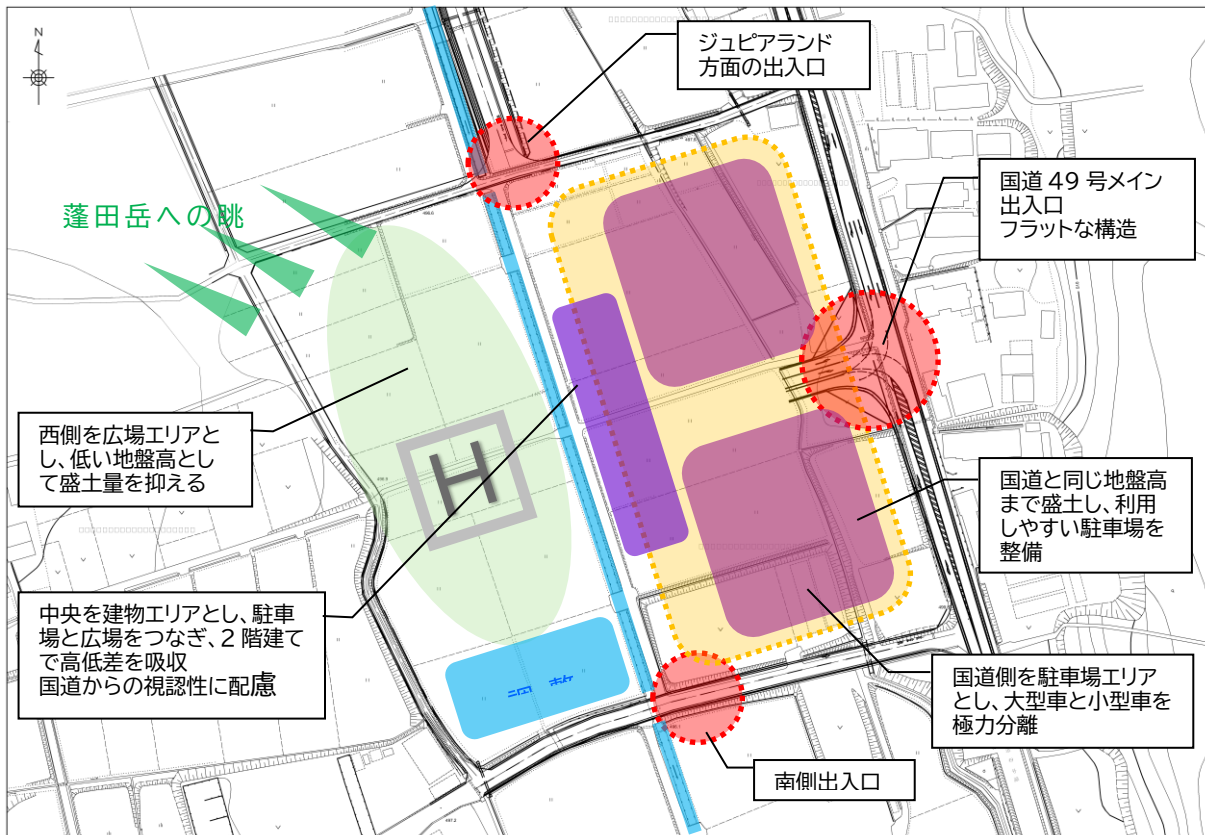 N
ジュピアランド
方面の出入口
国道 49 号メイン
出入口
フラットな構造
蓬田岳への眺
西側を広場エリアと
し、低い地盤高とし
て盛土量を抑える
H
国道と同じ地盤高
まで盛土し、利用
しやすい駐車場を
整備
中央を建物エリアとし、駐車
場と広場をつなぎ、2 階建て
で高低差を吸収
国道からの視認性に配慮
国道側を駐車場エリア
とし、大型車と小型車を
極力分離
南側出入口
497.2